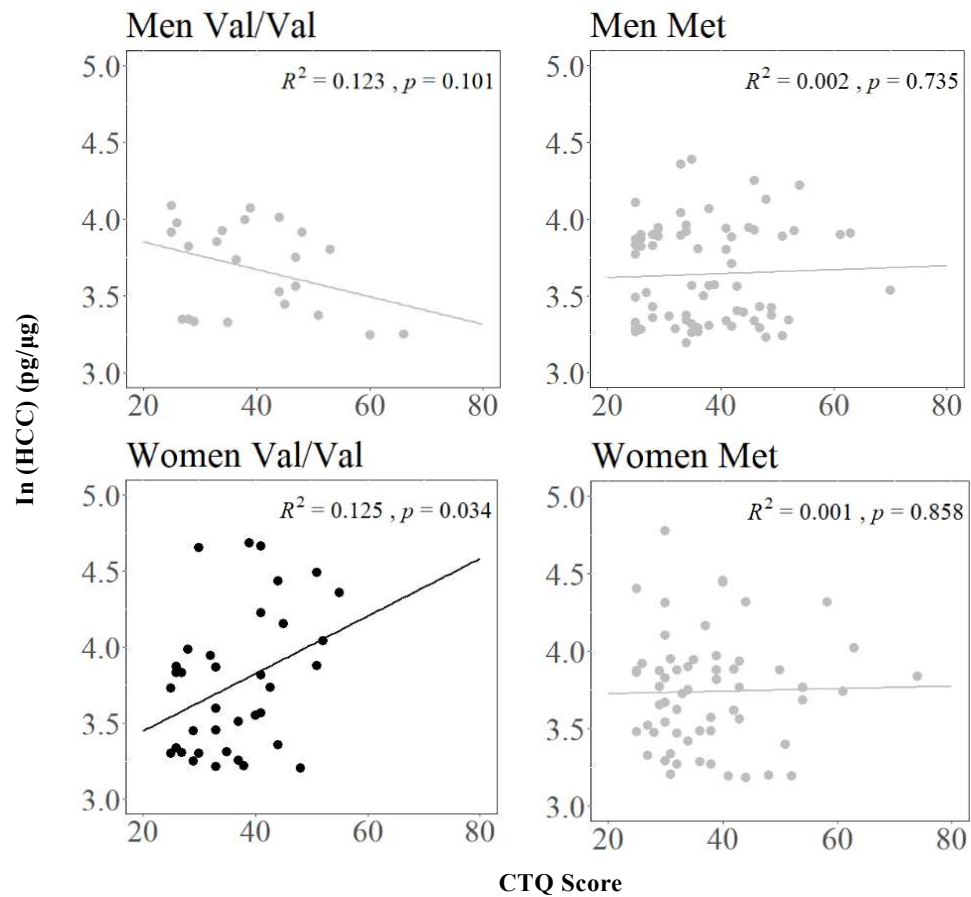 Men Val/Val
R² = 0.123 , p = 0.101
5.0
4.5
4.0
3.5
3.0
20 40 60 80
Men Met
R² = 0.002 , p = 0.735
5.0
4.5
4.0
3.5
3.0
20 40 60 80
Women Val/Val
R² = 0.125 , p = 0.034
5.0
4.5
4.0
3.5
3.0
20 40 60 80
Women Met
R² = 0.001 , p = 0.858
5.0
4.5
4.0
3.5
3.0
20 40 60 80
ln (HCC) (pg/µg)
CTQ Score